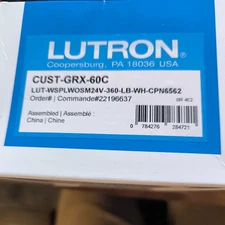 LUTRON
Coopersburg, PA 18036 USA
CUST-GRX-60C
LUT-WSPLWOSM24V-360-LB-WH-CPN6562
Order# | Commande#22196637
Assembled | Assemblé :
China | Chine
0 784276 284721